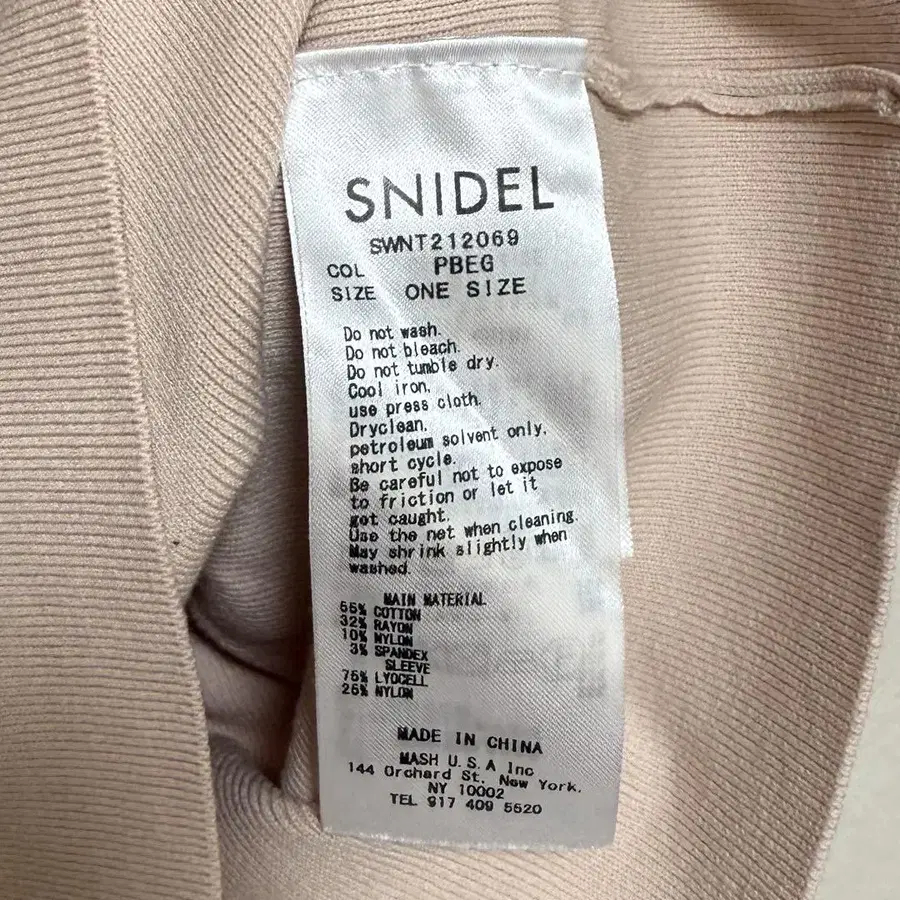 SNIDEL
SWNT212069
COL PBEG
SIZE ONE SIZE
Do not wash.
Do not bleach.
Do not tumble dry.
Cool iron,
use press cloth.
Dryclean,
petroleum solvent only,
short cycle.
Be careful not to expose
to friction or let it
got caught.
Use the net when cleaning.
May shrink slightly when
washed.
MAIN MATERIAL
55% COTTON
32% RAYON
10% NYLON
3% SPANDEX
SLEEVE
75% LYOCELL
25% NYLON
MADE IN CHINA
MASH U.S.A Inc
144 Orchard St. New York.
NY 10002
TEL 917 409 5520